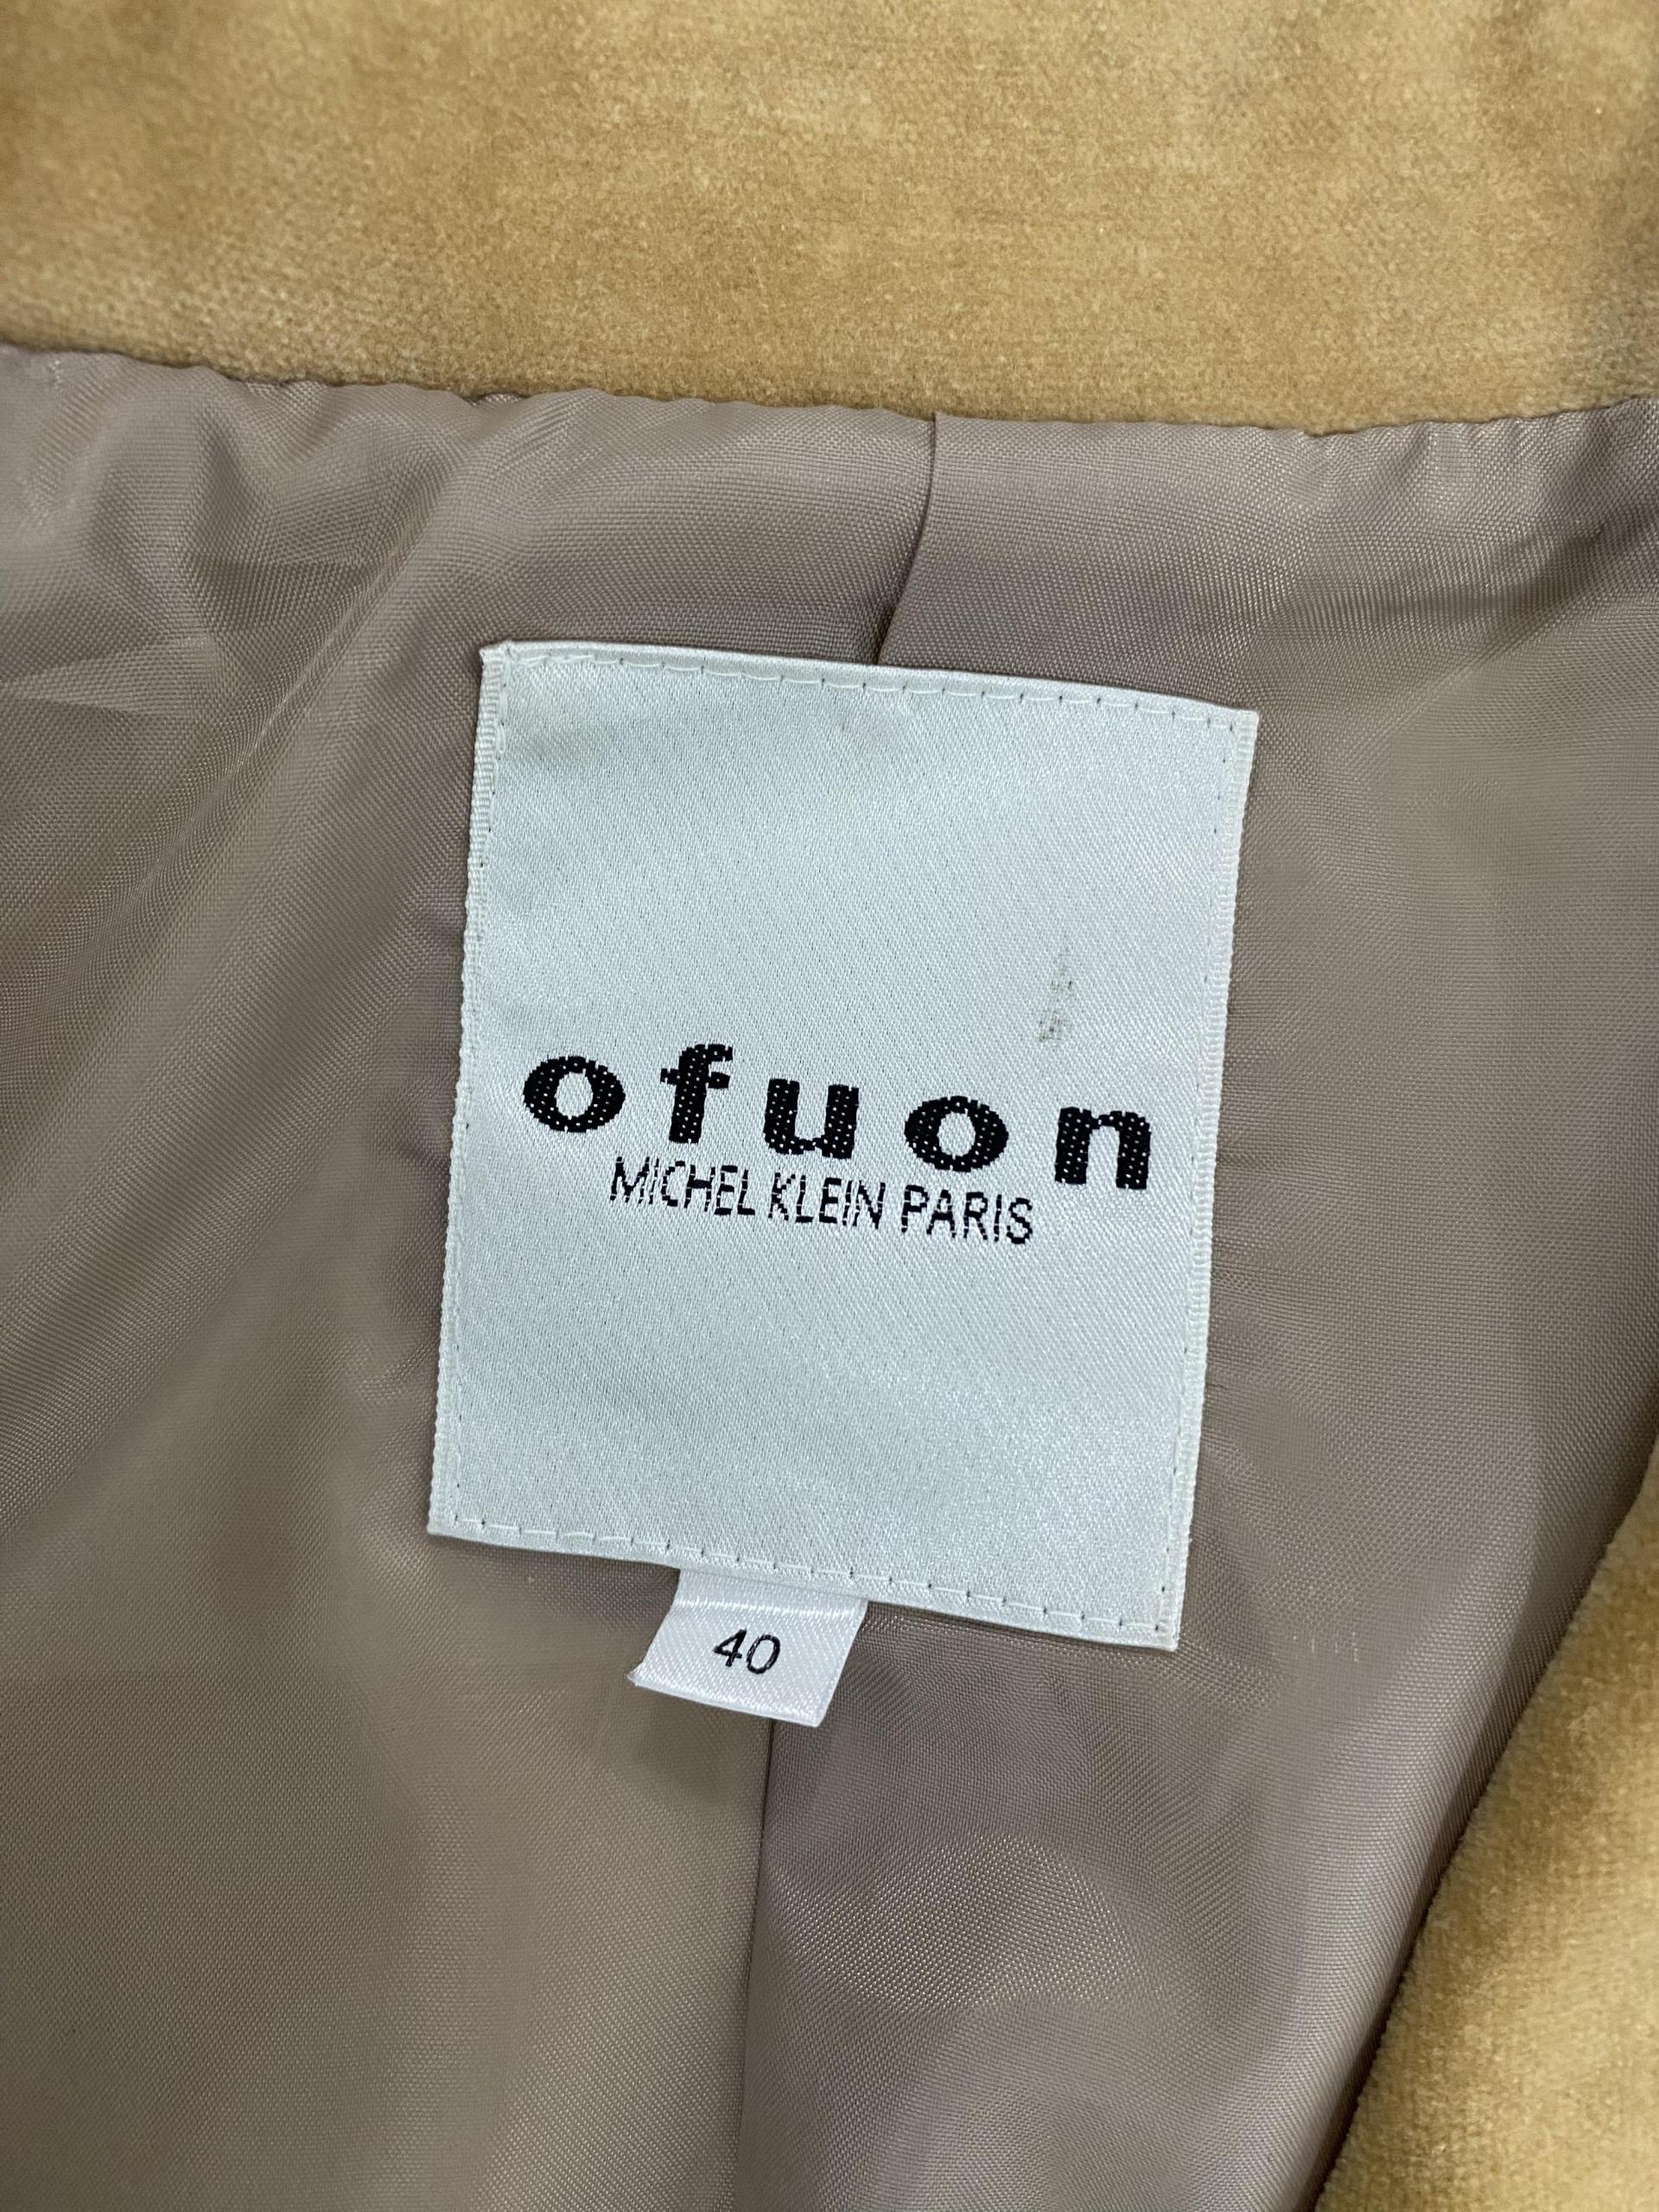 ofuon
MICHEL KLEIN PARIS
40